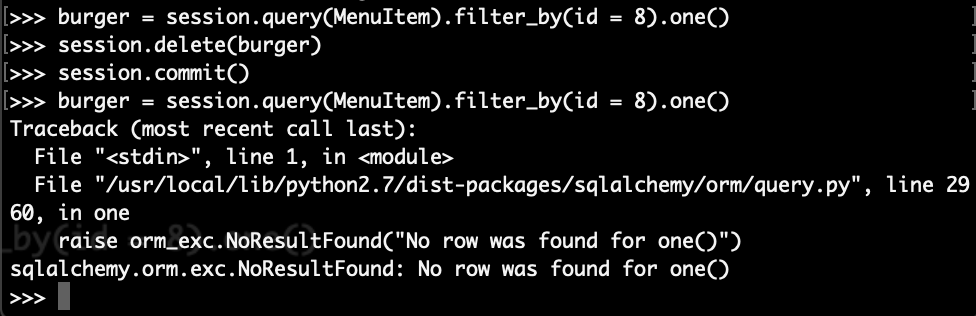 >>> burger = session.query(MenuItem).filter_by(id = 8).one()
>>> session.delete(burger)
>>> session.commit()
>>> burger = session.query(MenuItem).filter_by(id = 8).one()
Traceback (most recent call last):
  File "<stdin>", line 1, in <module>
  File "/usr/local/lib/python2.7/dist-packages/sqlalchemy/orm/query.py", line 29
60, in one
    raise orm_exc.NoResultFound("No row was found for one()")
sqlalchemy.orm.exc.NoResultFound: No row was found for one()
>>>